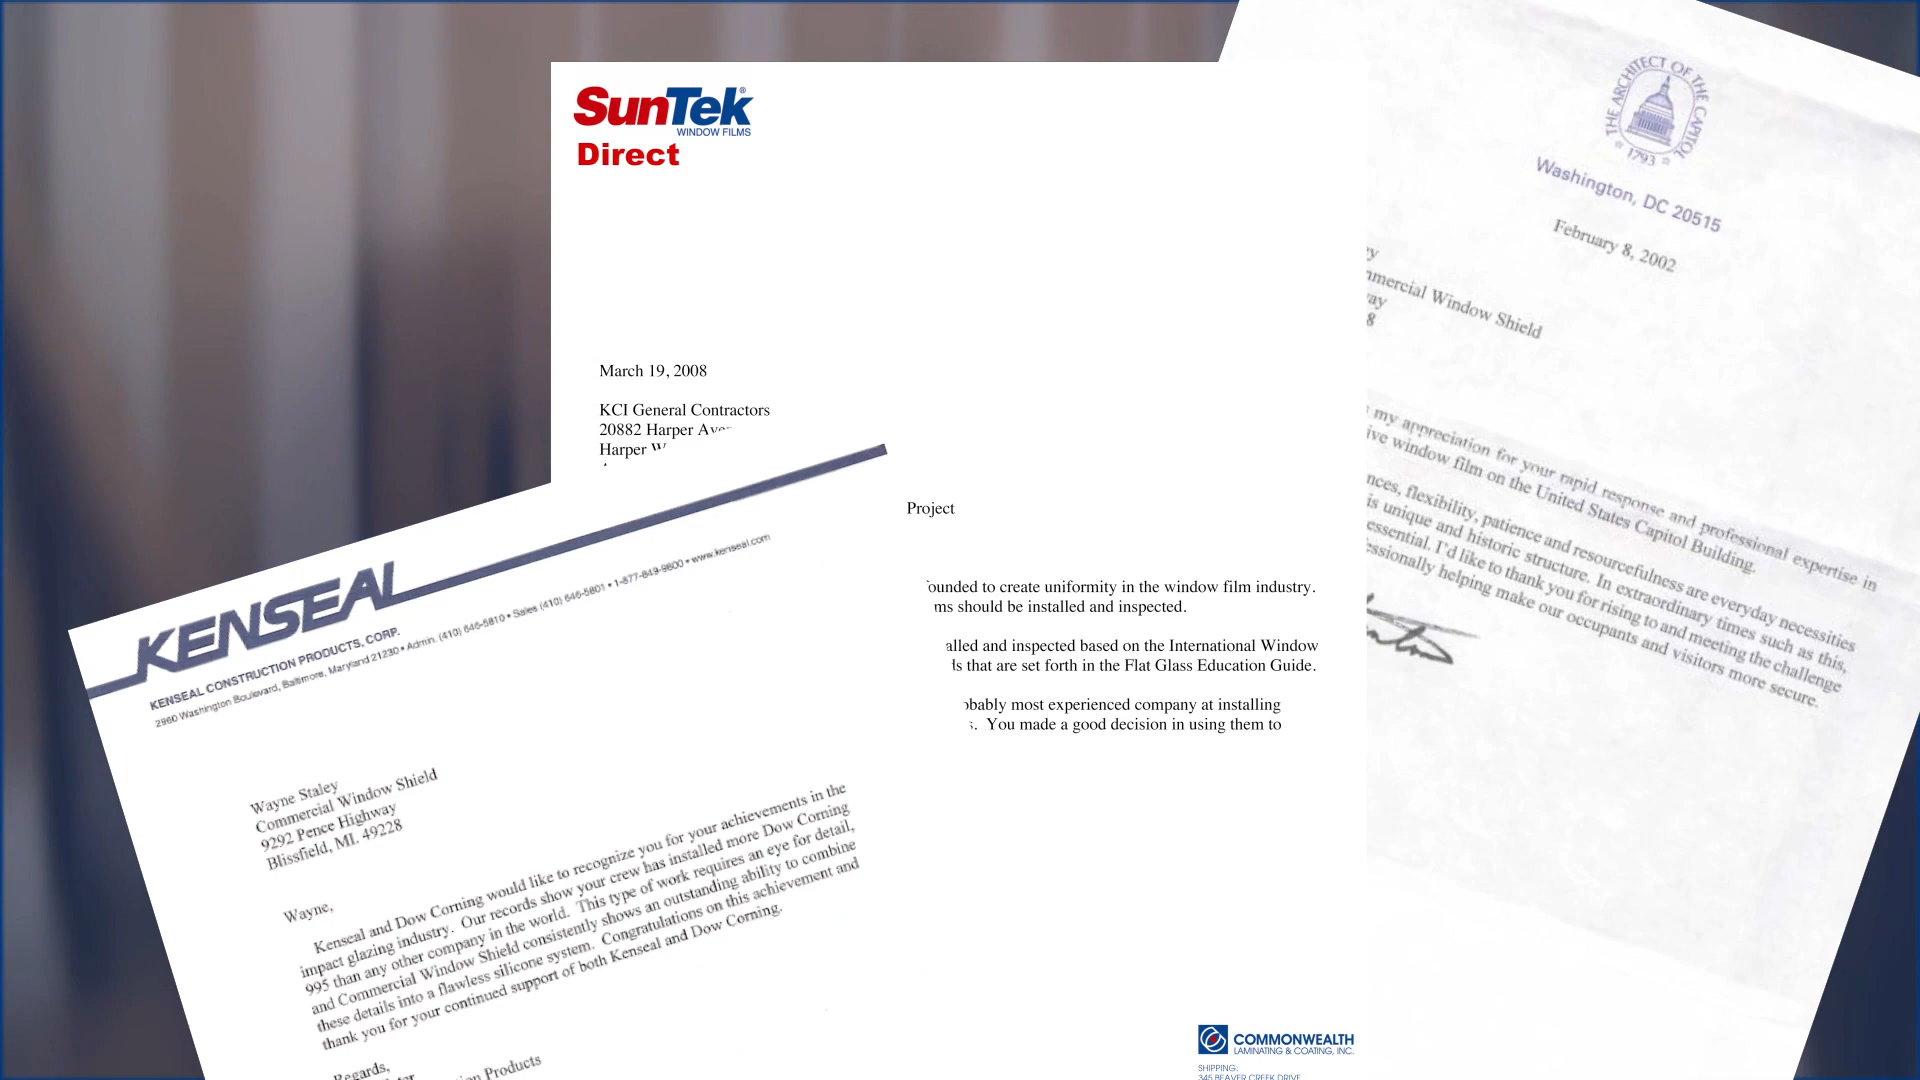 SunTek®
WINDOW FILMS
Direct
March 19, 2008
KCI General Contractors
20882 Harper
Harper
Project
ounded to create uniformity in the window film industry.
ms should be installed and inspected.
alled and inspected based on the International Window
ls that are set forth in the Flat Glass Education Guide.
obably most experienced company at installing
s. You made a good decision in using them to
COMMONWEALTH
LAMINATING & COATING, INC.
SHIPPING:
345 BEAVER CREEK DRIVE
KENSEAL
KENSEAL CONSTRUCTION PRODUCTS, CORP.
2960 Washington Boulevard, Baltimore, Maryland 21230 • Admin. (410) 646-5810 • Sales (410) 646-5801 • 1-877-849-9600 • www.kenseal.com
Wayne Staley
Commercial Window Shield
9292 Pence Highway
Blissfield, MI. 49228
Wayne,
Kenseal and Dow Corning would like to recognize you for your achievements in the
impact glazing industry. Our records show your crew has installed more Dow Corning
995 than any other company in the world. This type of work requires an eye for detail,
and Commercial Window Shield consistently shows an outstanding ability to combine
these details into a flawless silicone system. Congratulations on this achievement and
thank you for your continued support of both Kenseal and Dow Corning.
Regards,
Products
THE ARCHITECT OF THE CAPITOL
1793
Washington, DC 20515
February 8, 2002
y
mmercial Window Shield
ay
8
my appreciation for your rapid response and professional expertise in
ive window film on the United States Capitol Building.
nces, flexibility, patience and resourcefulness are everyday necessities
is unique and historic structure. In extraordinary times such as this,
essential. I'd like to thank you for rising to and meeting the challenge
essionally helping make our occupants and visitors more secure.